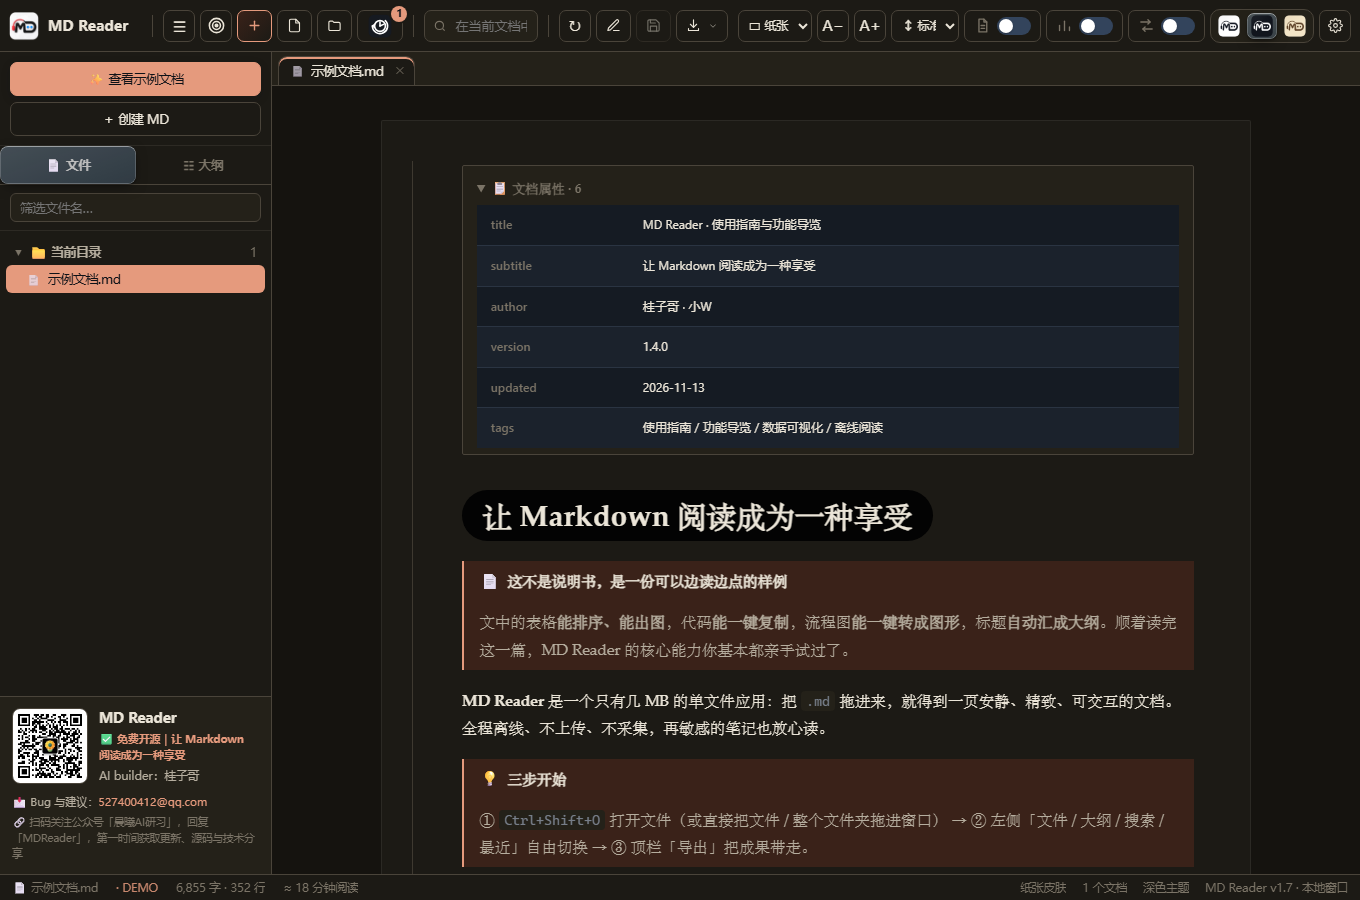 MD Reader
1
在当前文档中
纸张
A−
A+
标准
查看示例文档
+ 创建 MD
文件
大纲
筛选文件名...
当前目录
1
示例文档.md
示例文档.md ×
文档属性 · 6
title MD Reader · 使用指南与功能导览
subtitle 让 Markdown 阅读成为一种享受
author 桂子哥 · 小W
version 1.4.0
updated 2026-11-13
tags 使用指南 / 功能导览 / 数据可视化 / 离线阅读
让 Markdown 阅读成为一种享受
这不是说明书，是一份可以边读边点的样例
文中的表格能排序、能出图，代码能一键复制，流程图能一键转成图形，标题自动汇成大纲。顺着读完
这一篇，MD Reader 的核心能力你基本都亲手试过了。
MD Reader 是一个只有几 MB 的单文件应用：把 .md 拖进来，就得到一页安静、精致、可交互的文档。
全程离线、不上传、不采集，再敏感的笔记也放心读。
三步开始
① Ctrl+Shift+O 打开文件（或直接把文件 / 整个文件夹拖进窗口） → ② 左侧「文件 / 大纲 / 搜索 /
最近」自由切换 → ③ 顶栏「导出」把成果带走。
MD Reader
免费开源 | 让 Markdown
阅读成为一种享受
AI builder：桂子哥
Bug 与建议：527400412@qq.com
扫码关注公众号「晨曦AI研习」，回复
「MDReader」，第一时间获取更新、源码与技术分
享
示例文档.md · DEMO 6,855 字 · 352 行 ≈ 18 分钟阅读
纸张皮肤 1 个文档 深色主题 MD Reader v1.7 · 本地窗口